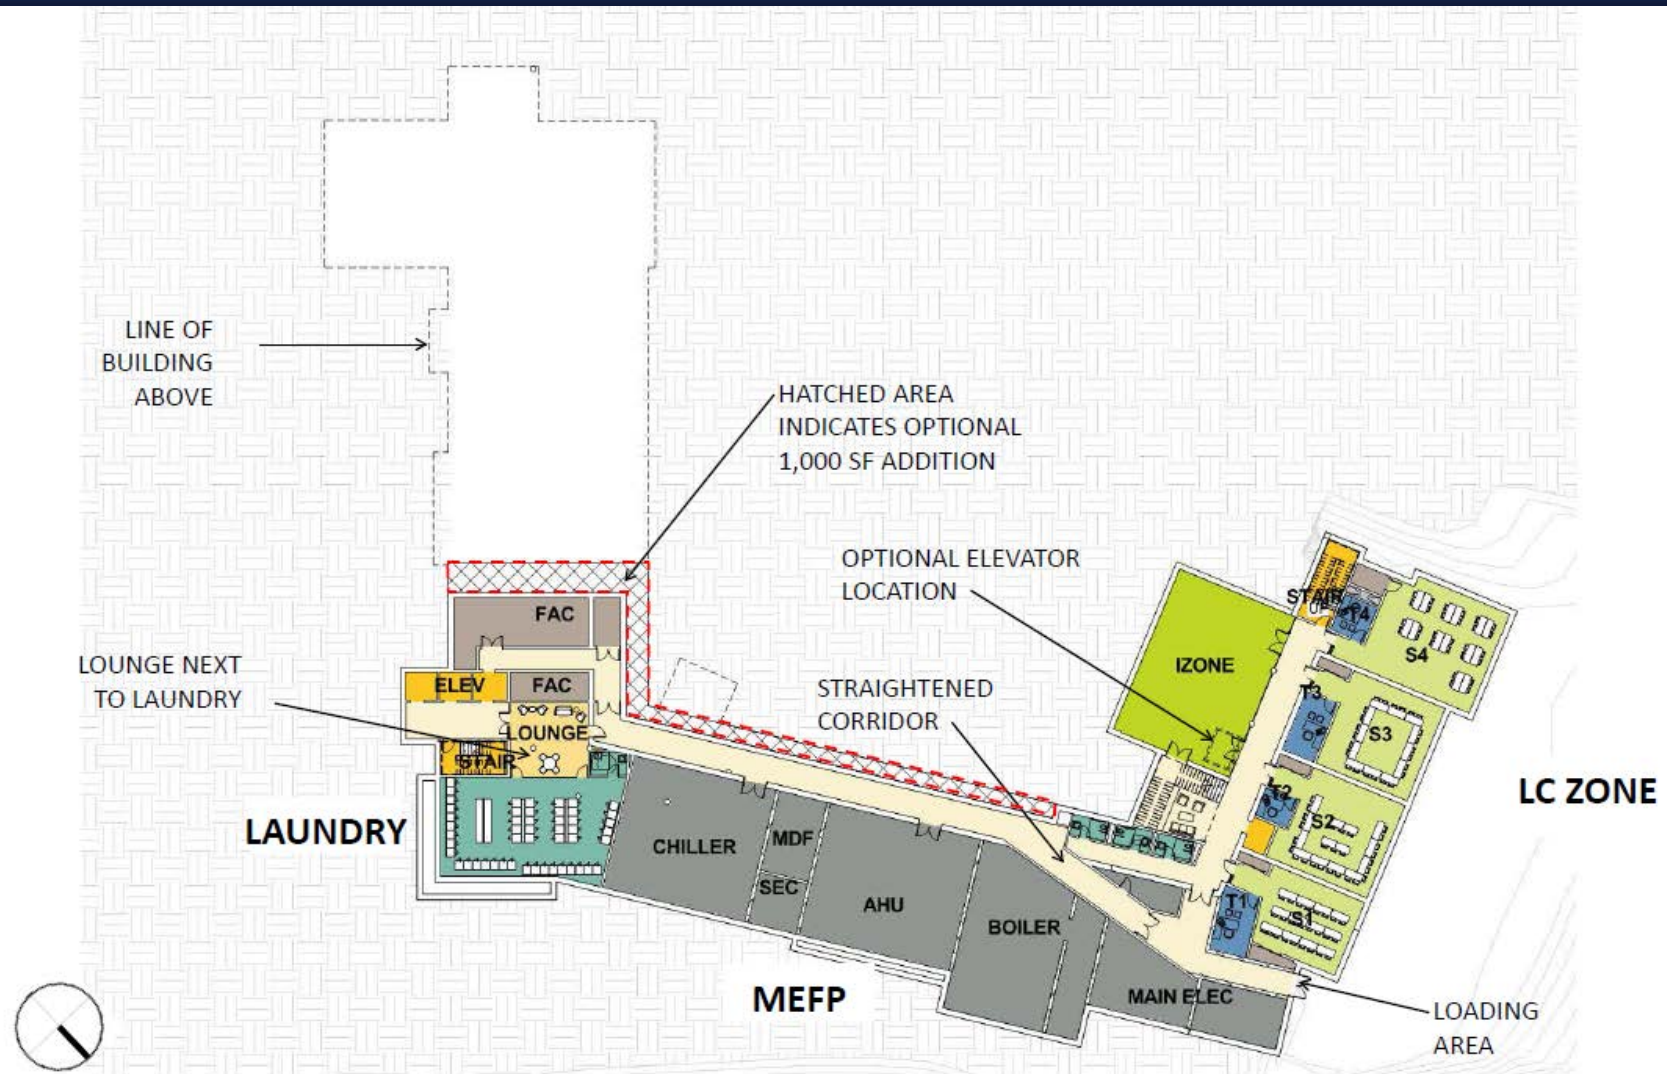 LINE OF
BUILDING
ABOVE
HATCHED AREA
INDICATES OPTIONAL
1,000 SF ADDITION
OPTIONAL ELEVATOR
LOCATION
STRAIGHTENED
CORRIDOR
LOUNGE NEXT
TO LAUNDRY
FAC
ELEV
FAC
LOUNGE
STAIR
LAUNDRY
CHILLER
MDF
SEC
AHU
BOILER
MAIN ELEC
MEFP
IZONE
STAIR
T4
S4
T3
S3
T2
S2
T1
S1
LC ZONE
LOADING
AREA